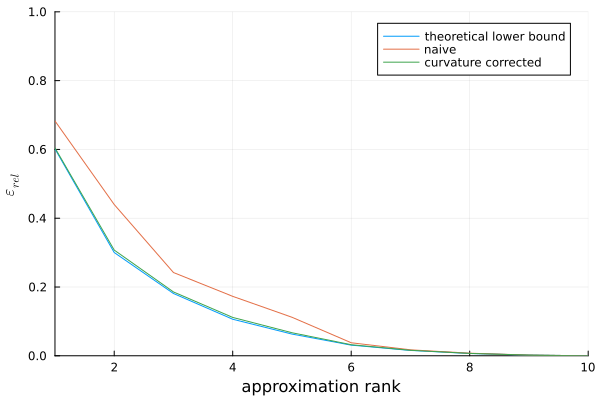 1.0
theoretical lower bound
naive
curvature corrected
0.8
0.6
ε_rel
0.4
0.2
0.0
2 4 6 8 10
approximation rank